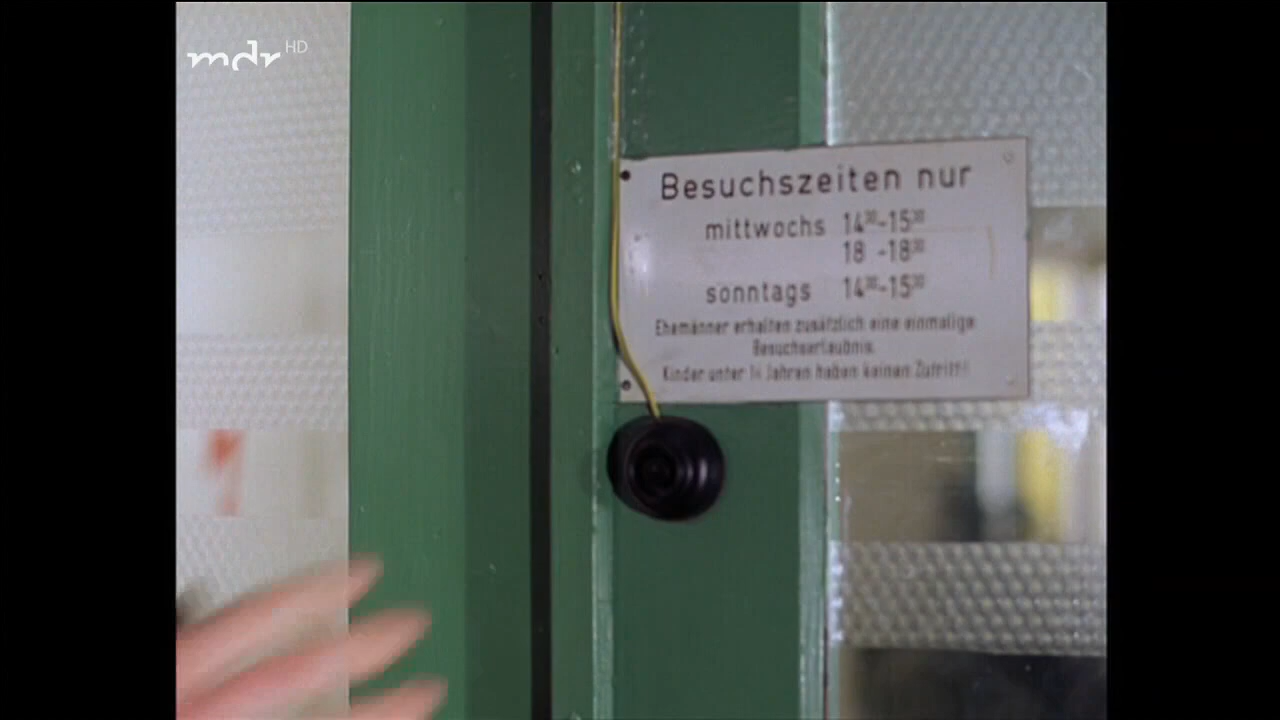 mdr HD
Besuchszeiten nur
mittwochs 14³⁰-15³⁰
18 -18³⁰
sonntags 14³⁰-15³⁰
Ehemänner erhalten zusätzlich eine einmalige
Besuchserlaubnis.
Kinder unter 14 Jahren haben keinen Zutritt!